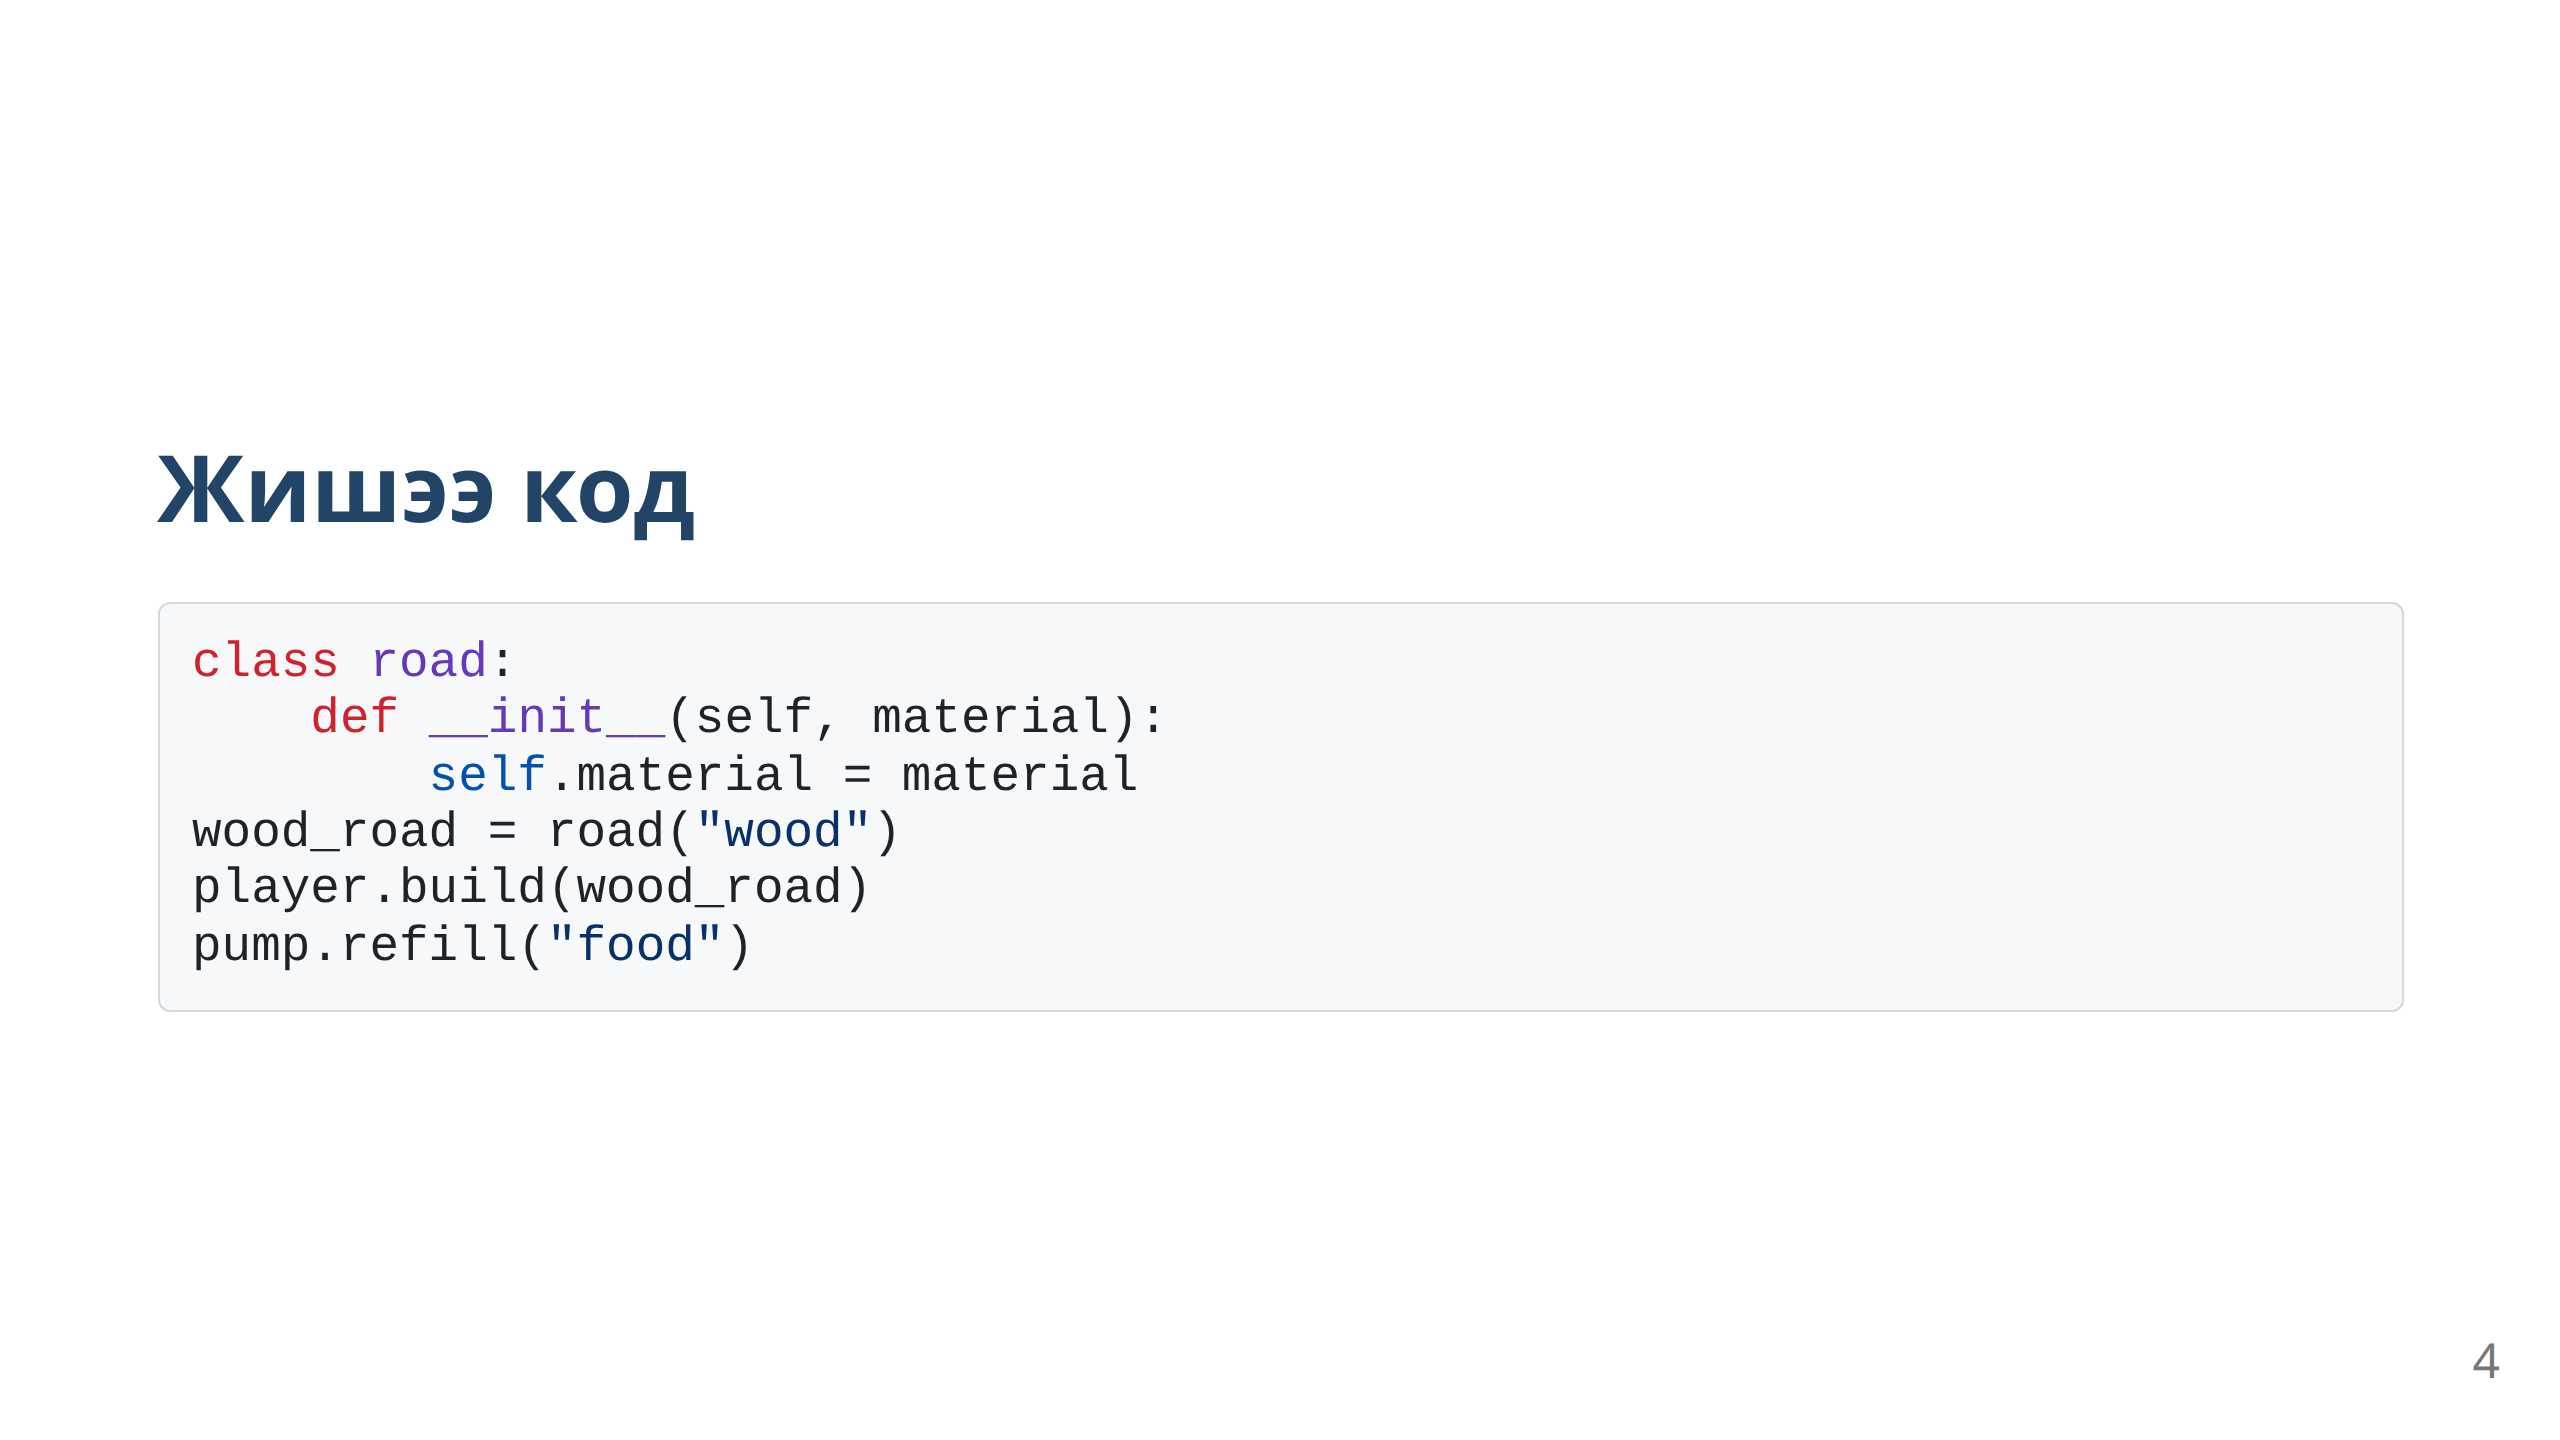 Жишээ код
class road:
    def __init__(self, material):
        self.material = material
wood_road = road("wood")
player.build(wood_road)
pump.refill("food")
4